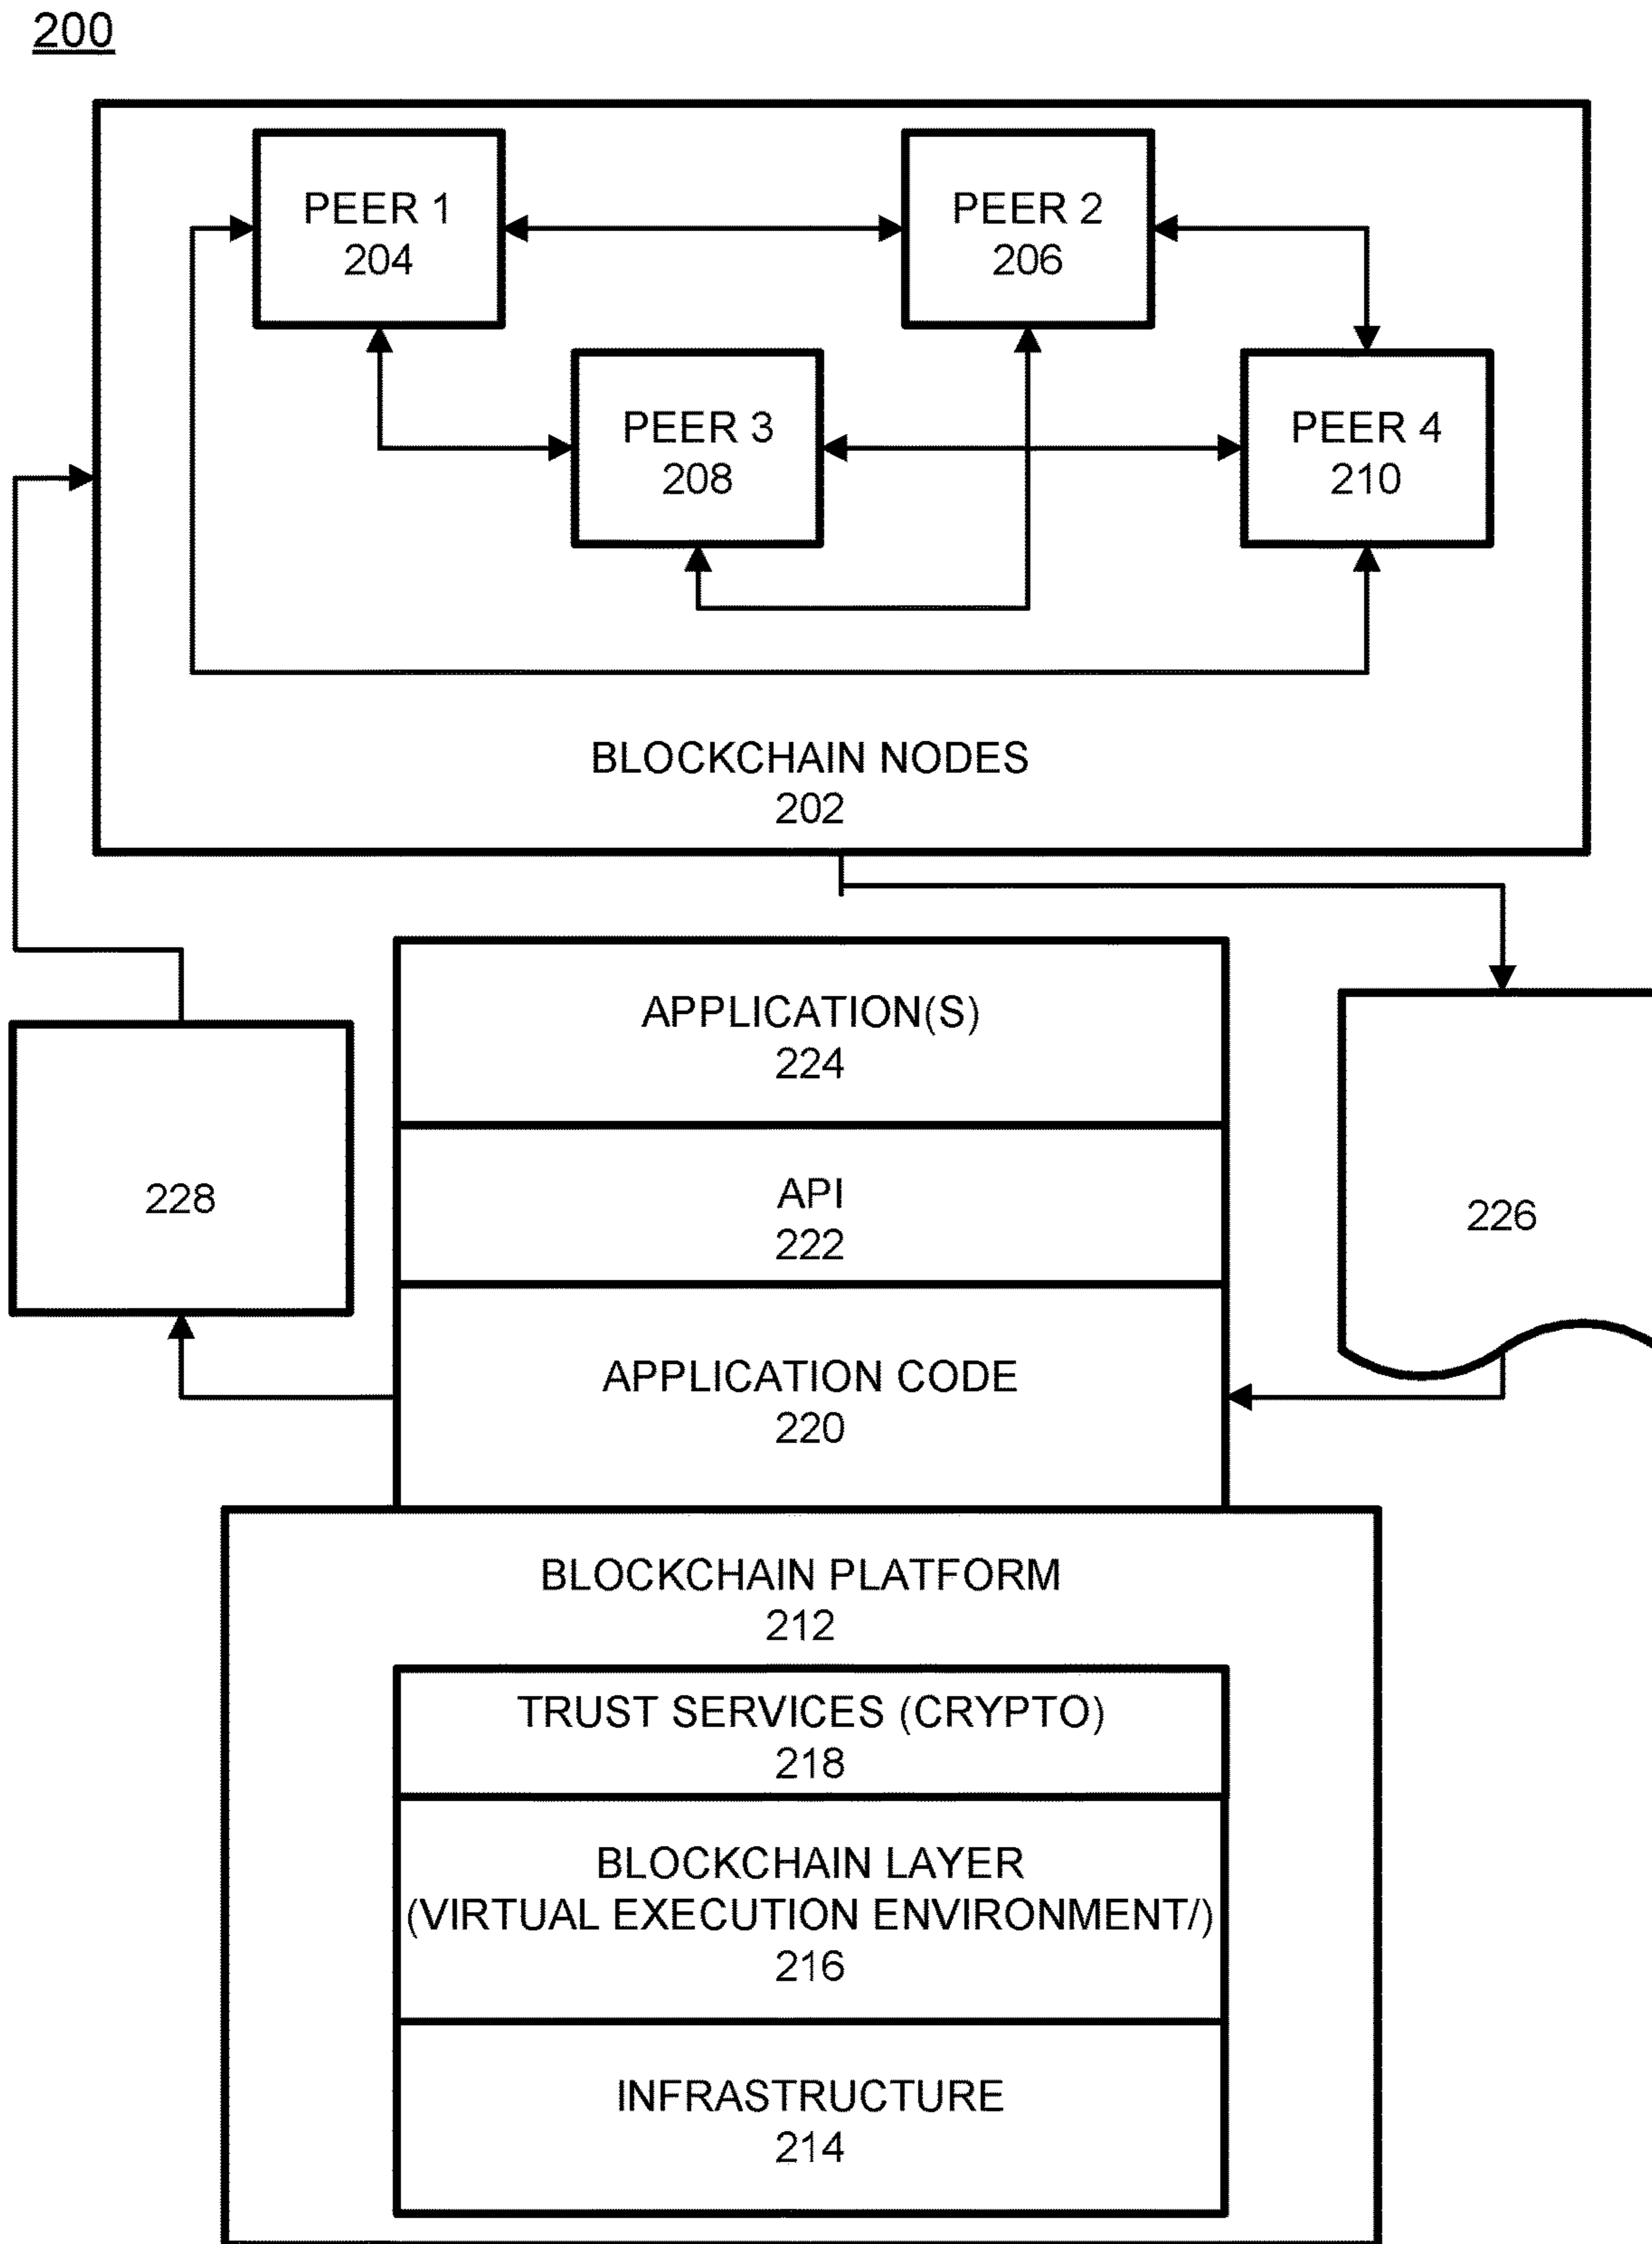 200
PEER 1
204
PEER 2
206
PEER 3
208
PEER 4
210
BLOCKCHAIN NODES
202
APPLICATION(S)
224
API
222
228
226
APPLICATION CODE
220
BLOCKCHAIN PLATFORM
212
TRUST SERVICES (CRYPTO)
218
BLOCKCHAIN LAYER
(VIRTUAL EXECUTION ENVIRONMENT/)
216
INFRASTRUCTURE
214